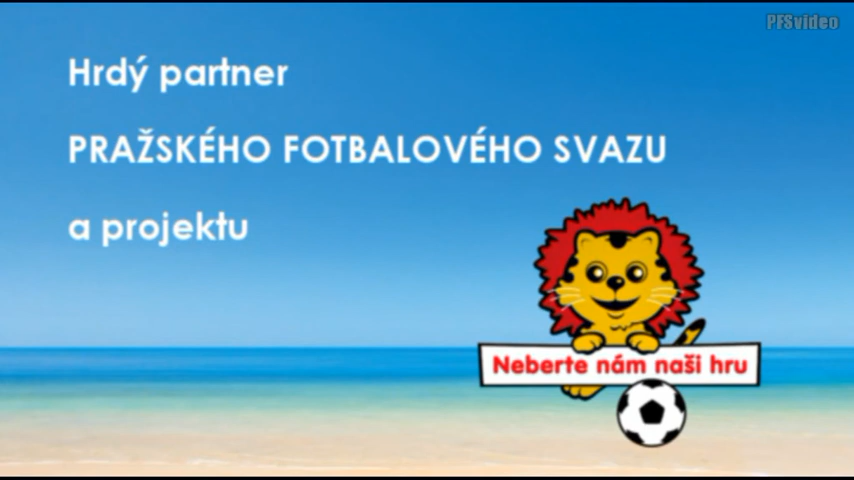 PFSvideo
Hrdý partner
PRAŽSKÉHO FOTBALOVÉHO SVAZU
a projektu
Neberte nám naši hru